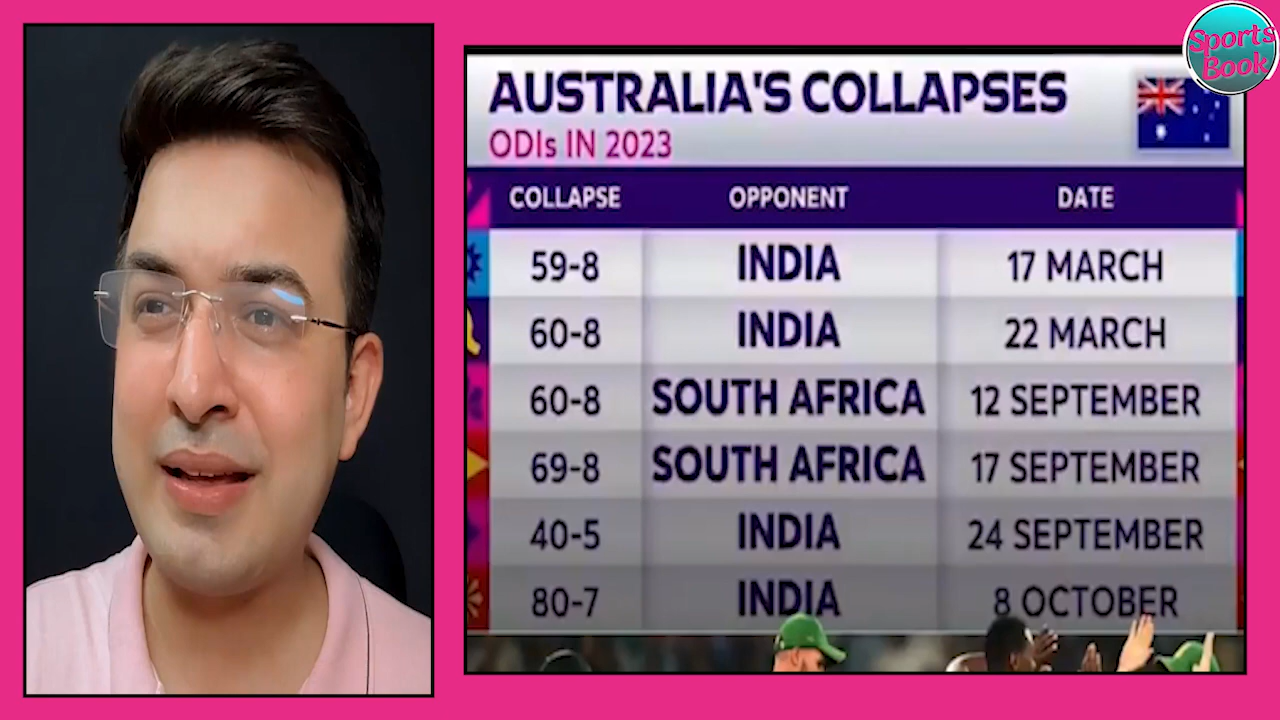 Sports
Book
AUSTRALIA'S COLLAPSES
ODIs IN 2023
COLLAPSE OPPONENT DATE
59-8 INDIA 17 MARCH
60-8 INDIA 22 MARCH
60-8 SOUTH AFRICA 12 SEPTEMBER
69-8 SOUTH AFRICA 17 SEPTEMBER
40-5 INDIA 24 SEPTEMBER
80-7 INDIA 8 OCTOBER